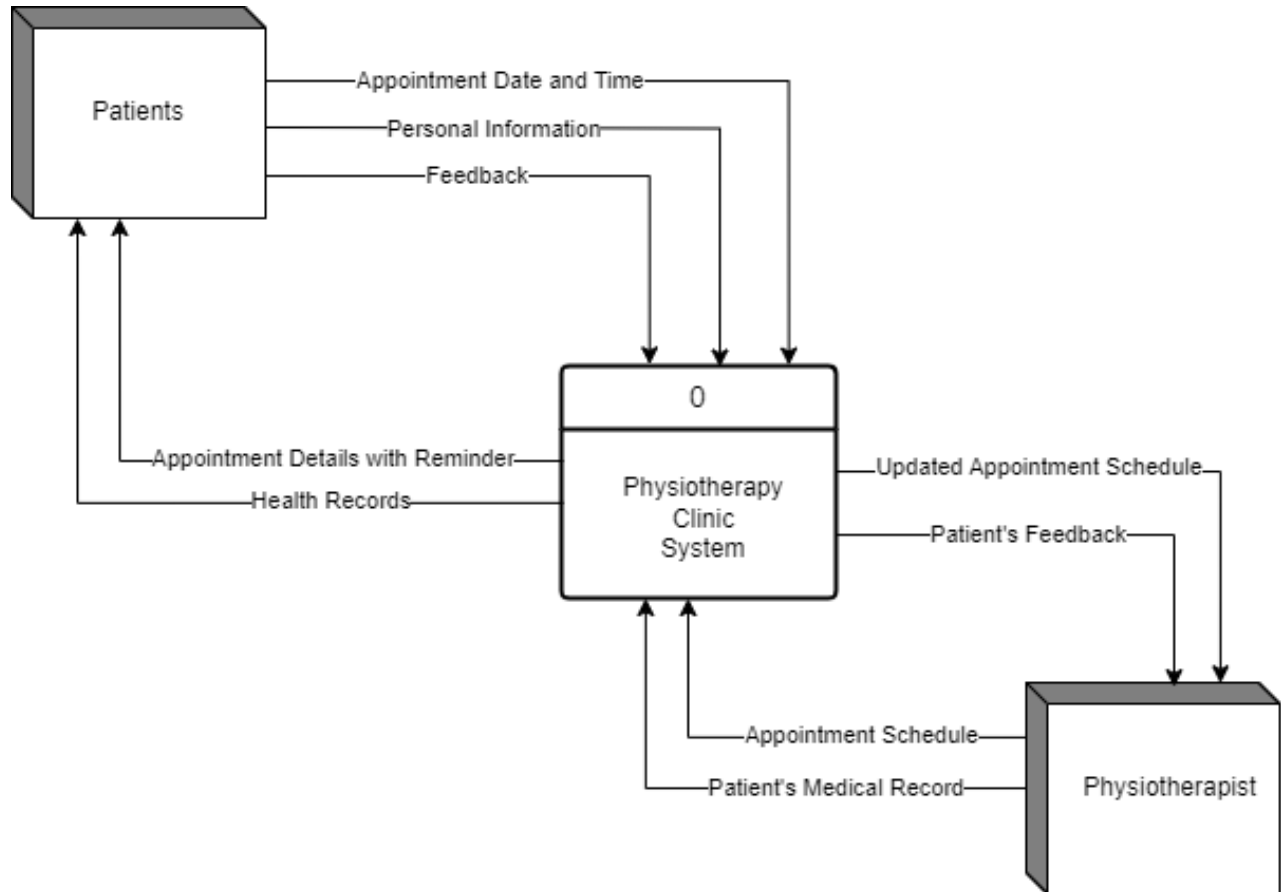 Patients
Appointment Date and Time
Personal Information
Feedback
0
Physiotherapy
Clinic
System
Appointment Details with Reminder
Health Records
Updated Appointment Schedule
Patient's Feedback
Appointment Schedule
Patient's Medical Record
Physiotherapist